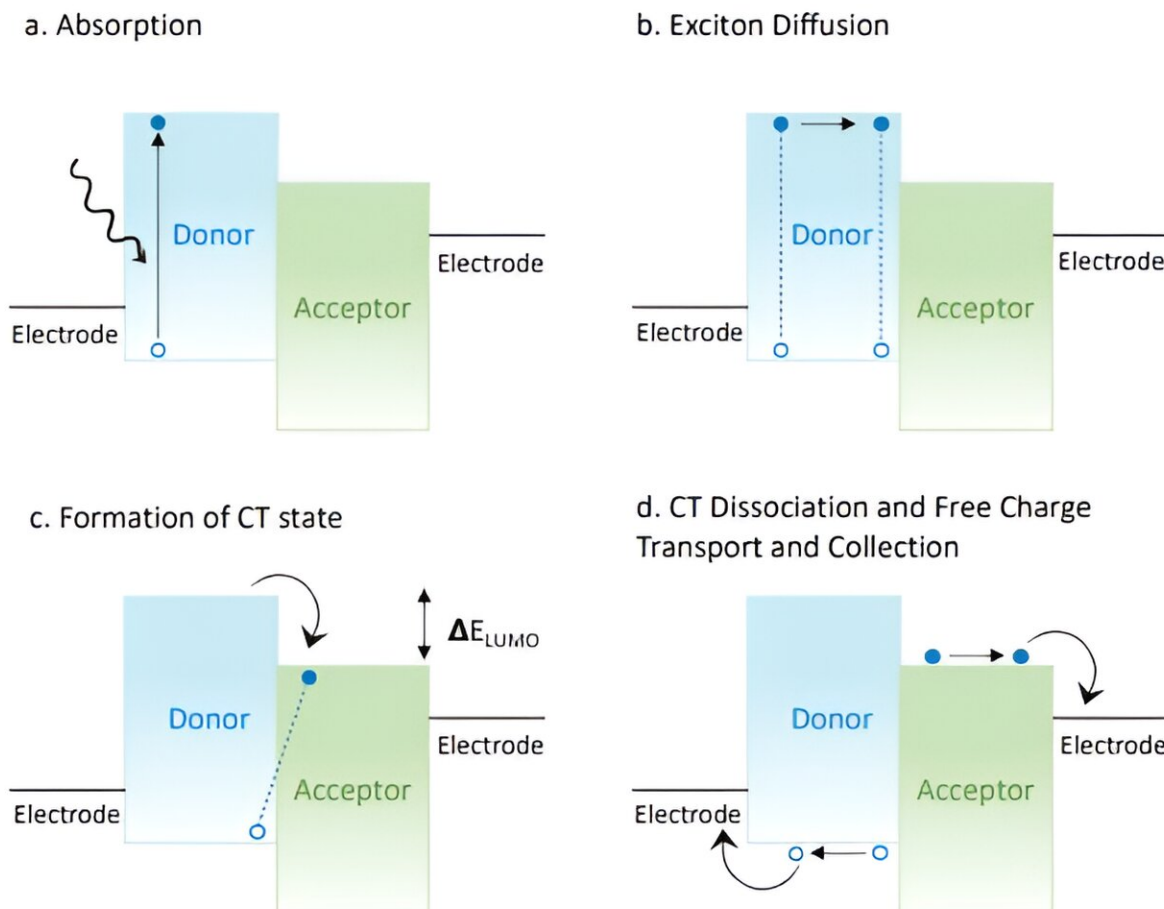 a. Absorption
Donor
Electrode
Electrode
Acceptor
b. Exciton Diffusion
Donor
Electrode
Electrode
Acceptor
c. Formation of CT state
ΔE_LUMO
Donor
Electrode
Electrode
Acceptor
d. CT Dissociation and Free Charge
Transport and Collection
Donor
Electrode
Electrode
Acceptor